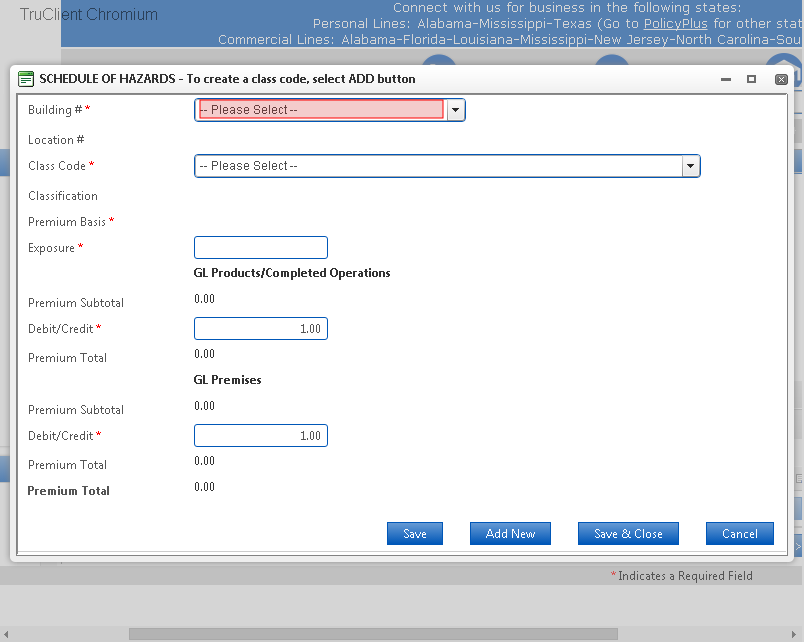 TruClient Chromium
Connect with us for business in the following states:
Personal Lines: Alabama-Mississippi-Texas (Go to PolicyPlus for other stat
Commercial Lines: Alabama-Florida-Louisiana-Mississippi-New Jersey-North Carolina-Sou
SCHEDULE OF HAZARDS - To create a class code, select ADD button
Building # * -- Please Select --
Location #
Class Code * -- Please Select --
Classification
Premium Basis *
Exposure *
GL Products/Completed Operations
Premium Subtotal 0.00
Debit/Credit * 1.00
Premium Total 0.00
GL Premises
Premium Subtotal 0.00
Debit/Credit * 1.00
Premium Total 0.00
Premium Total 0.00
Save Add New Save & Close Cancel
* Indicates a Required Field